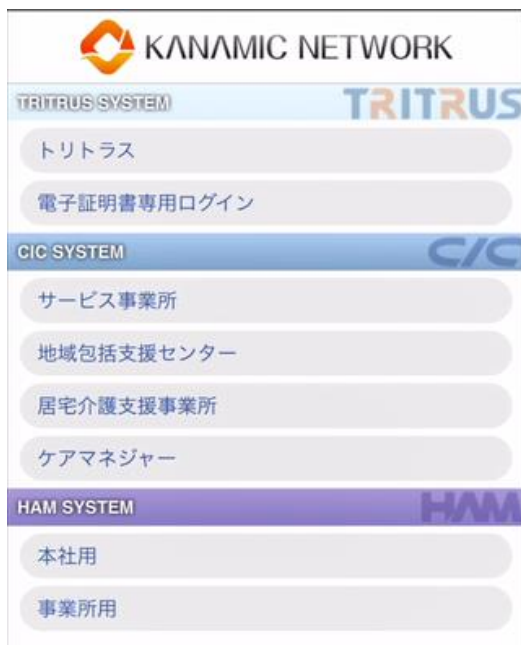 KANAMIC NETWORK
TRITRUS SYSTEM TRITRUS
トリトラス
電子証明書専用ログイン
CIC SYSTEM CIC
サービス事業所
地域包括支援センター
居宅介護支援事業所
ケアマネジャー
HAM SYSTEM HAM
本社用
事業所用